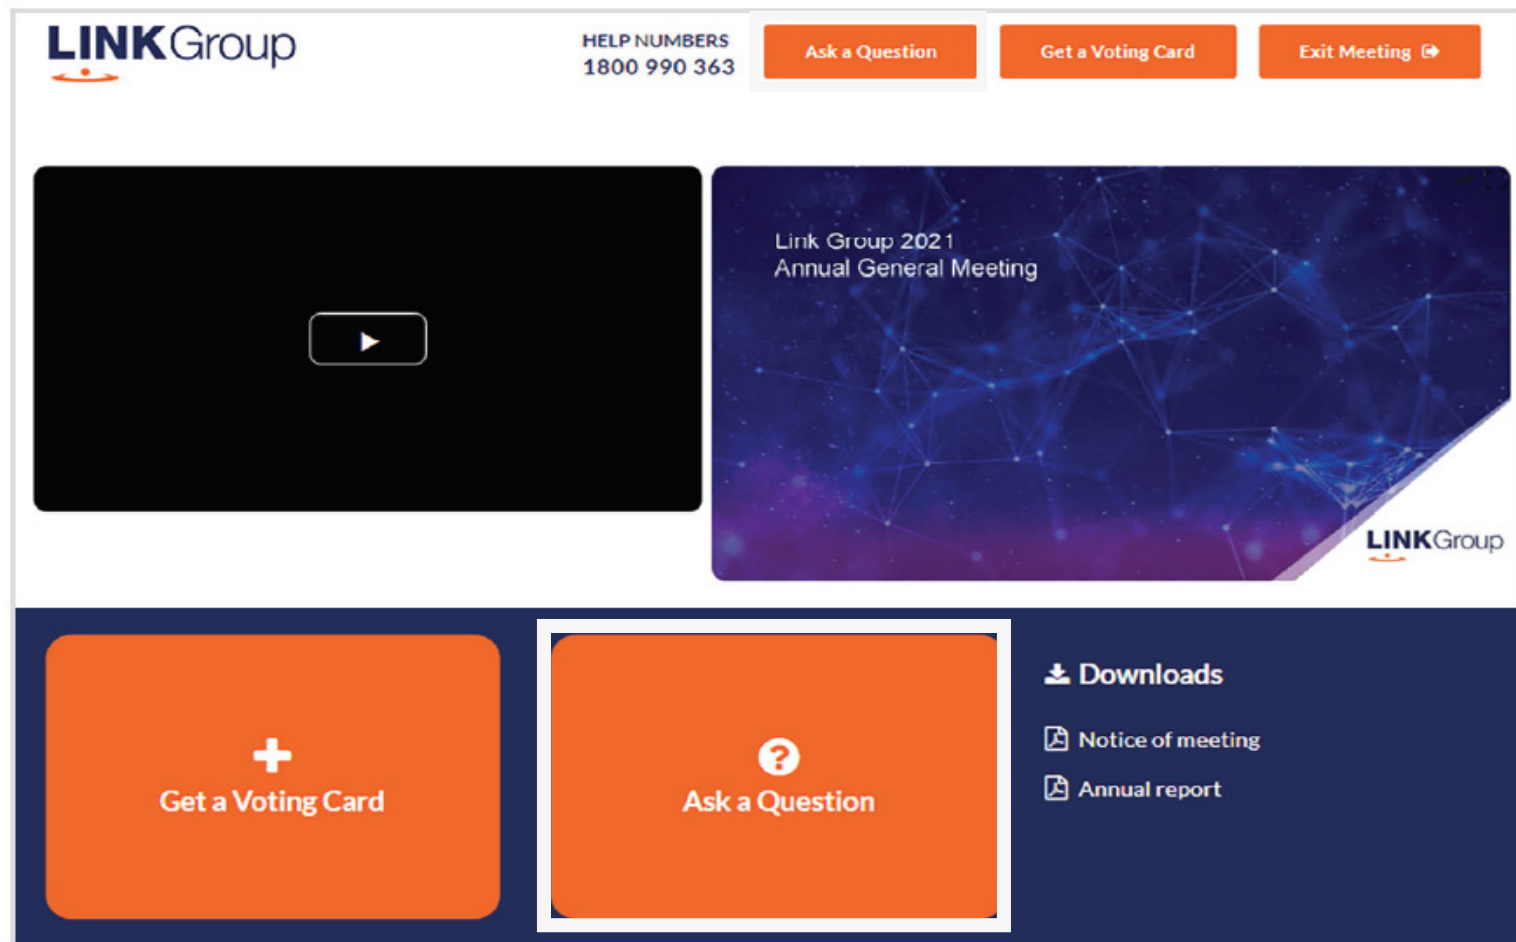 LINKGroup
HELP NUMBERS
1800 990 363
Ask a Question
Get a Voting Card
Exit Meeting
Link Group 2021
Annual General Meeting
LINKGroup
Get a Voting Card
Ask a Question
Downloads
Notice of meeting
Annual report